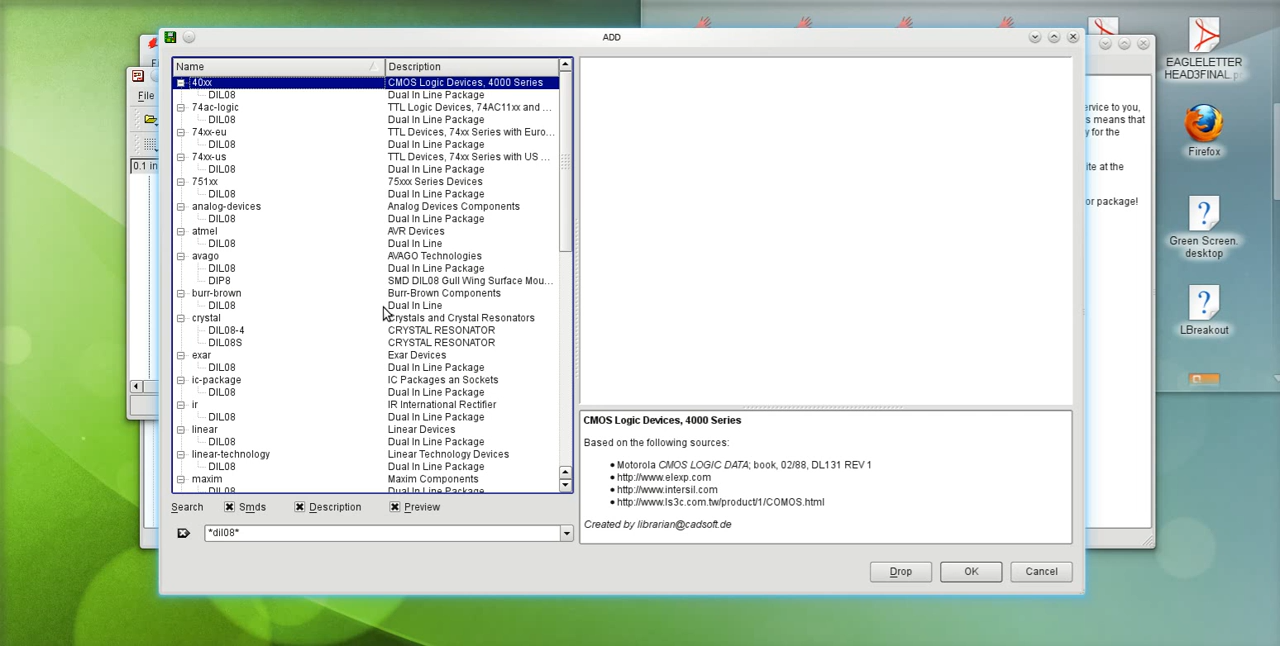 ADD
Name Description
40xx CMOS Logic Devices, 4000 Series
DIL08 Dual In Line Package
74ac-logic TTL Logic Devices, 74AC11xx and ...
DIL08 Dual In Line Package
74xx-eu TTL Devices, 74xx Series with Euro...
DIL08 Dual In Line Package
74xx-us TTL Devices, 74xx Series with US ...
DIL08 Dual In Line Package
751xx 75xxx Series Devices
DIL08 Dual In Line Package
analog-devices Analog Devices Components
DIL08 Dual In Line Package
atmel AVR Devices
DIL08 Dual In Line
avago AVAGO Technologies
DIL08 Dual In Line Package
DIP8 SMD DIL08 Gull Wing Surface Mou...
burr-brown Burr-Brown Components
DIL08 Dual In Line
crystal Crystals and Crystal Resonators
DIL08-4 CRYSTAL RESONATOR
DIL08S CRYSTAL RESONATOR
exar Exar Devices
DIL08 Dual In Line Package
ic-package IC Packages an Sockets
DIL08 Dual In Line Package
ir IR International Rectifier
DIL08 Dual In Line Package
linear Linear Devices
DIL08 Dual In Line Package
linear-technology Linear Technology Devices
DIL08 Dual In Line Package
maxim Maxim Components
DIL08 Dual In Line Package
Search Smds Description Preview
*dil08*
CMOS Logic Devices, 4000 Series
Based on the following sources:
Motorola CMOS LOGIC DATA; book, 02/88, DL131 REV 1
http://www.elexp.com
http://www.intersil.com
http://www.ls3c.com.tw/product/1/COMOS.html
Created by librarian@cadsoft.de
Drop OK Cancel
File
0.1 in
ervice to you,
s means that
y for the
ite at the
or package!
EAGLELETTER
HEAD3FINAL.p
Firefox
Green Screen.
desktop
LBreakout